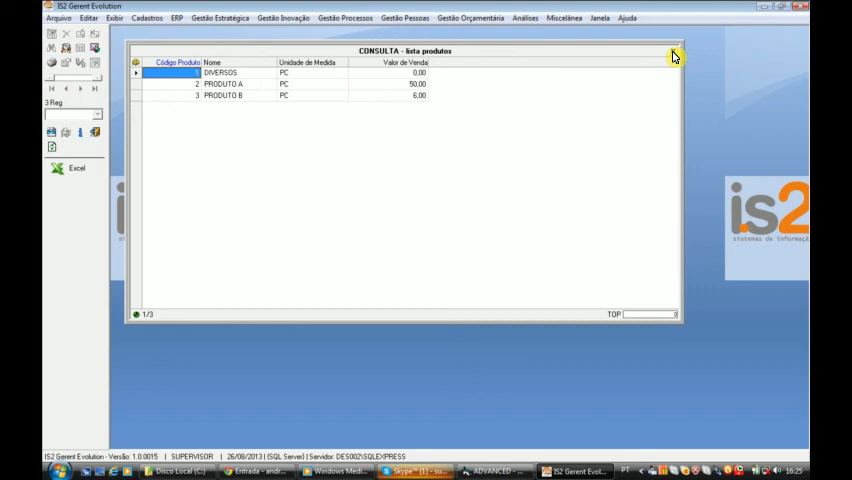 IS2 Gerent Evolution
Arquivo Editar Exibir Cadastros ERP Gestão Estratégica Gestão Inovação Gestão Processos Gestão Pessoas Gestão Orçamentária Análises Miscelânea Janela Ajuda
CONSULTA - lista produtos
Código Produto Nome Unidade de Medida Valor de Venda
1 DIVERSOS PC 0,00
2 PRODUTO A PC 50,00
3 PRODUTO B PC 6,00
3 Reg
Excel
is2
sistemas de informaçã
1/3 TOP 0
IS2 Gerent Evolution - Versão: 1.0.0015 | SUPERVISOR | 26/08/2013 | (SQL Server) | Servidor: DES002\SQLEXPRESS
Disco Local (C:) Entrada - andr... Windows Medi... Skype™ [1] - su... ADVANCED - ... IS2 Gerent Evol... PT 16:25